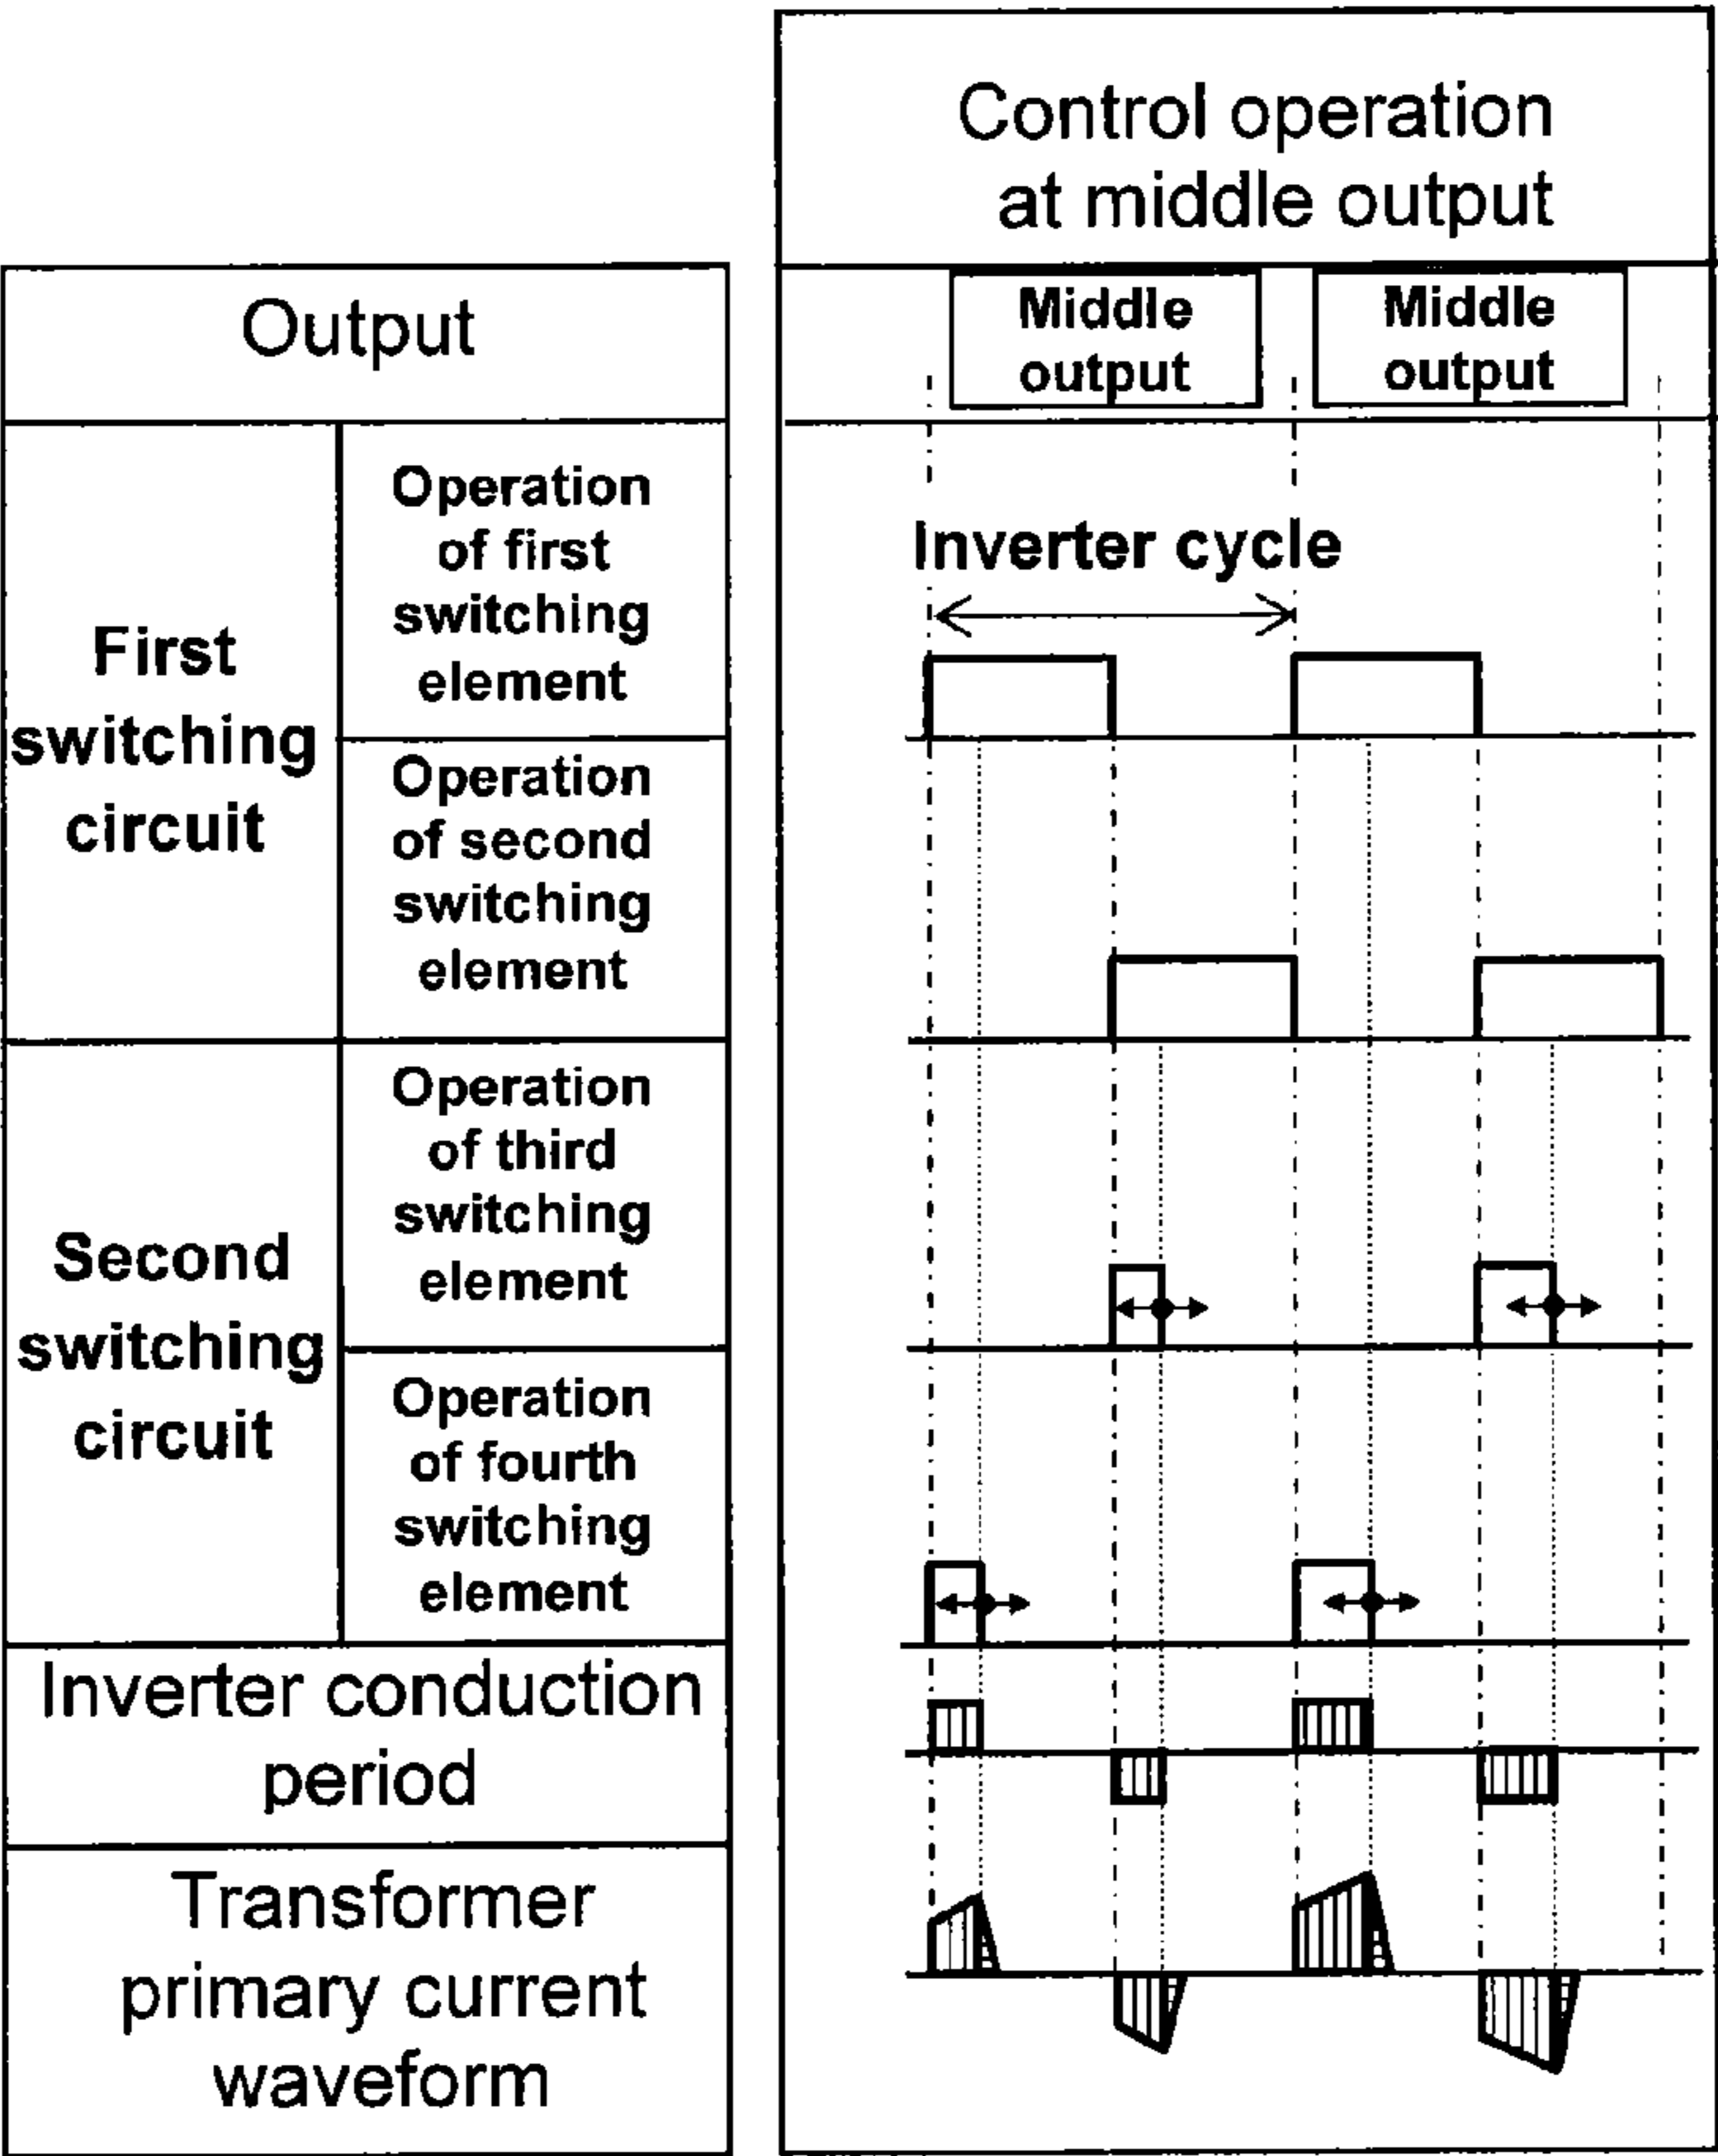 Control operation
at middle output
Output
Middle
output
Middle
output
First
switching
circuit
Operation
of first
switching
element
Inverter cycle
Operation
of second
switching
element
Second
switching
circuit
Operation
of third
switching
element
Operation
of fourth
switching
element
Inverter conduction
period
Transformer
primary current
waveform